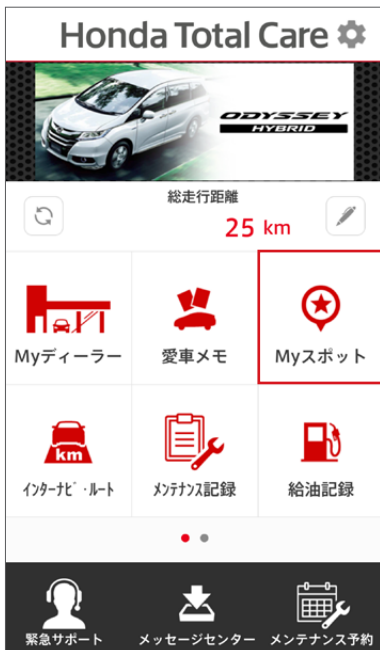 Honda Total Care
ODYSSEY
HYBRID
総走行距離
25 km
Myディーラー
愛車メモ
Myスポット
km
インターナビ・ルート
メンテナンス記録
給油記録
緊急サポート
メッセージセンター
メンテナンス予約